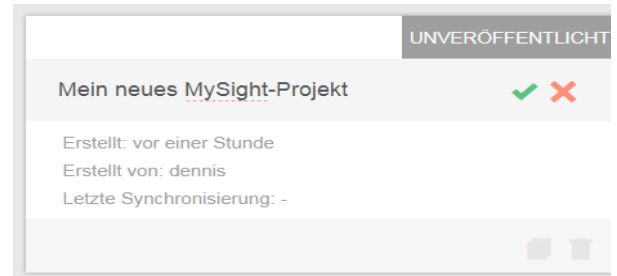 UNVERÖFFENTLICHT
Mein neues MySight-Projekt
Erstellt: vor einer Stunde
Erstellt von: dennis
Letzte Synchronisierung: -